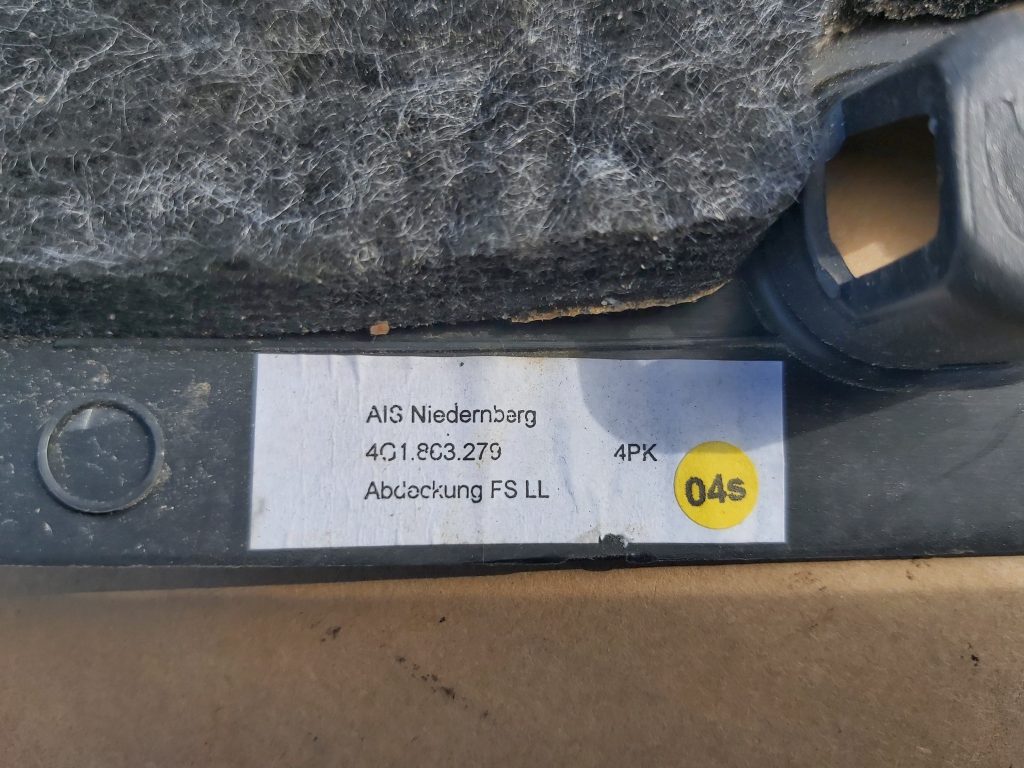 AIS Niedernberg
4G1.863.279 4PK
Abdeckung FS LL
04s